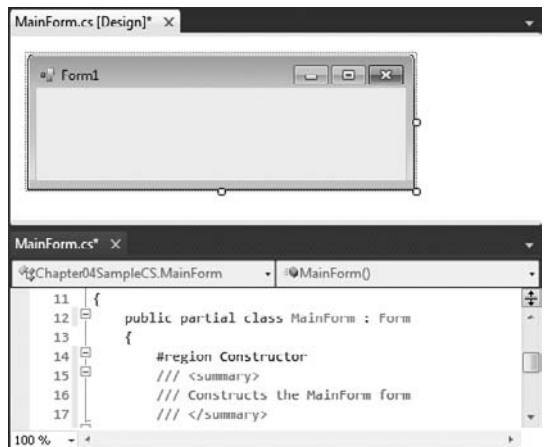 MainForm.cs [Design]*
Form1
MainForm.cs*
Chapter04SampleCS.MainForm MainForm()
11 {
12 public partial class MainForm : Form
13 {
14 #region Constructor
15 /// <summary>
16 /// Constructs the MainForm form
17 /// </summary>
100 %